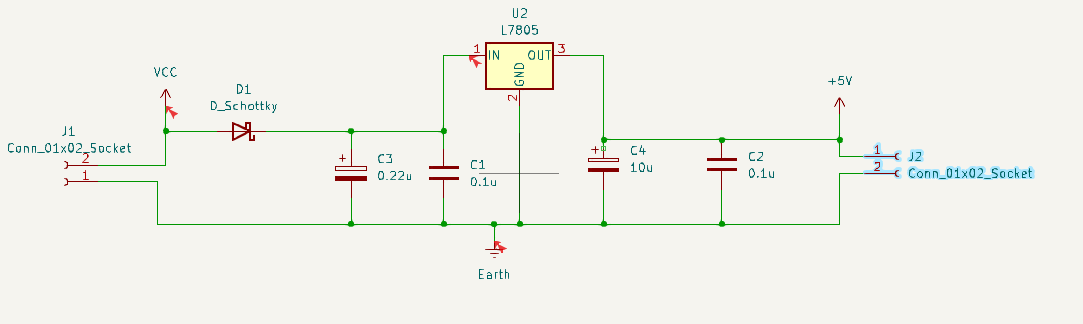 U2
L7805
1
IN
OUT
3
GND
2
VCC
D1
D_Schottky
+5V
J1
Conn_01x02_Socket
2
1
+
C3
0.22u
C1
0.1u
+
C4
10u
C2
0.1u
1
J2
2
Conn_01x02_Socket
Earth